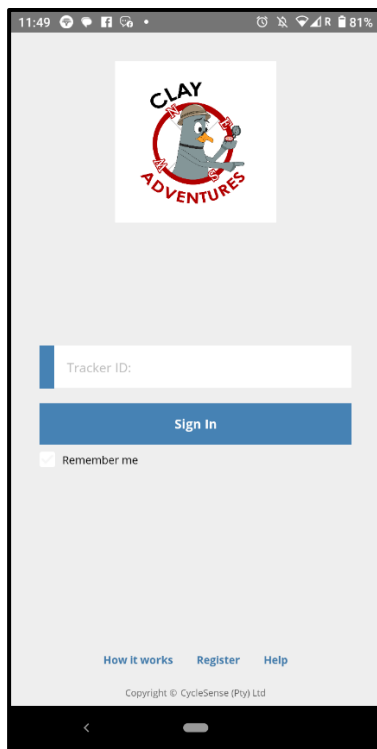 11:49 R 81%
CLAY
N E
W S
ADVENTURES
Tracker ID:
Sign In
Remember me
How it works Register Help
Copyright © CycleSense (Pty) Ltd